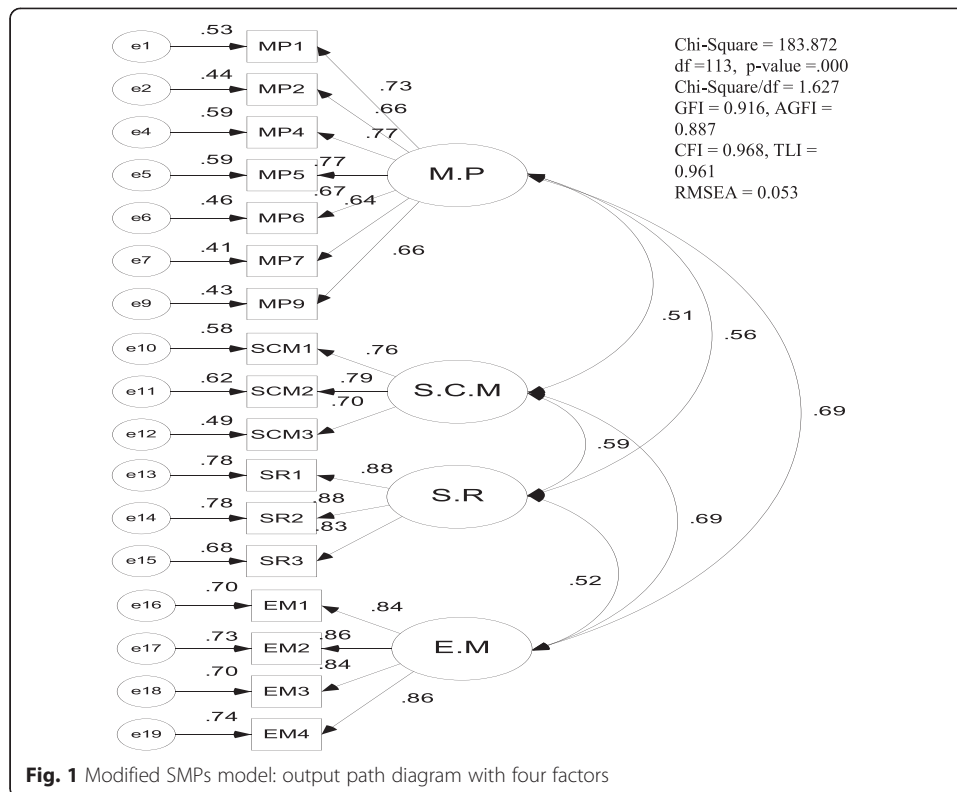 Chi-Square = 183.872
df =113, p-value =.000
Chi-Square/df = 1.627
GFI = 0.916, AGFI =
0.887
CFI = 0.968, TLI =
0.961
RMSEA = 0.053
e1 .53 MP1 .73
e2 .44 MP2 .66
e4 .59 MP4 .77
e5 .59 MP5 .77 M.P
e6 .46 MP6 .67
e7 .41 MP7 .64
e9 .43 MP9 .66
.51 .56 .69
e10 .58 SCM1 .76
e11 .62 SCM2 .79 S.C.M
e12 .49 SCM3 .70
.59 .69
e13 .78 SR1 .88
e14 .78 SR2 .88 S.R
e15 .68 SR3 .83
.52
e16 .70 EM1 .84
e17 .73 EM2 .86 E.M
e18 .70 EM3 .84
e19 .74 EM4 .86
Fig. 1 Modified SMPs model: output path diagram with four factors